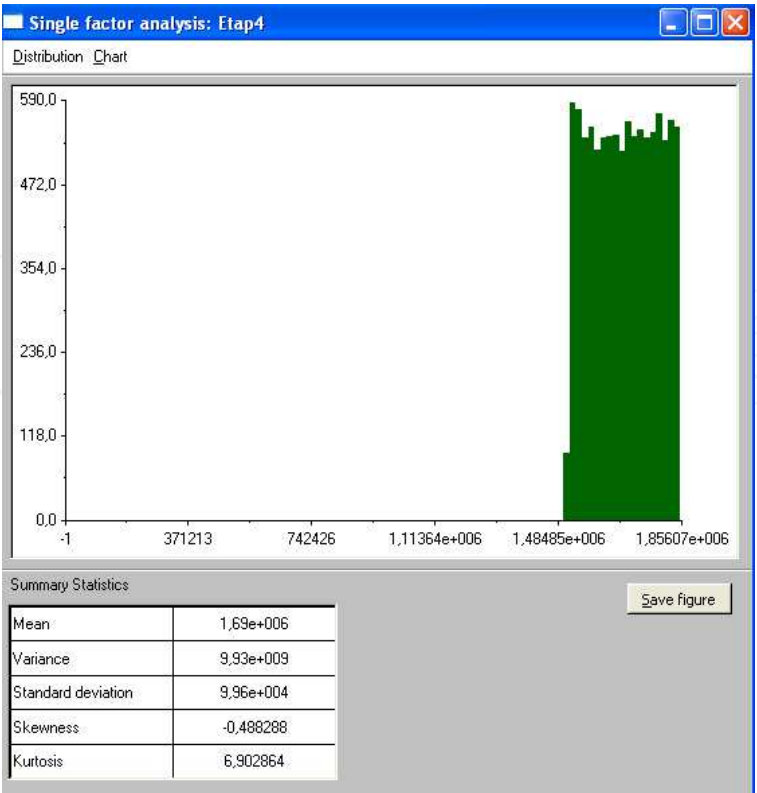 Single factor analysis: Etap4
Distribution Chart
590,0
472,0
354,0
236,0
118,0
0,0
-1 371213 742426 1,11364e+006 1,48485e+006 1,85607e+006
Summary Statistics
Save figure
Mean 1,69e+006
Variance 9,93e+009
Standard deviation 9,96e+004
Skewness -0,488288
Kurtosis 6,902864